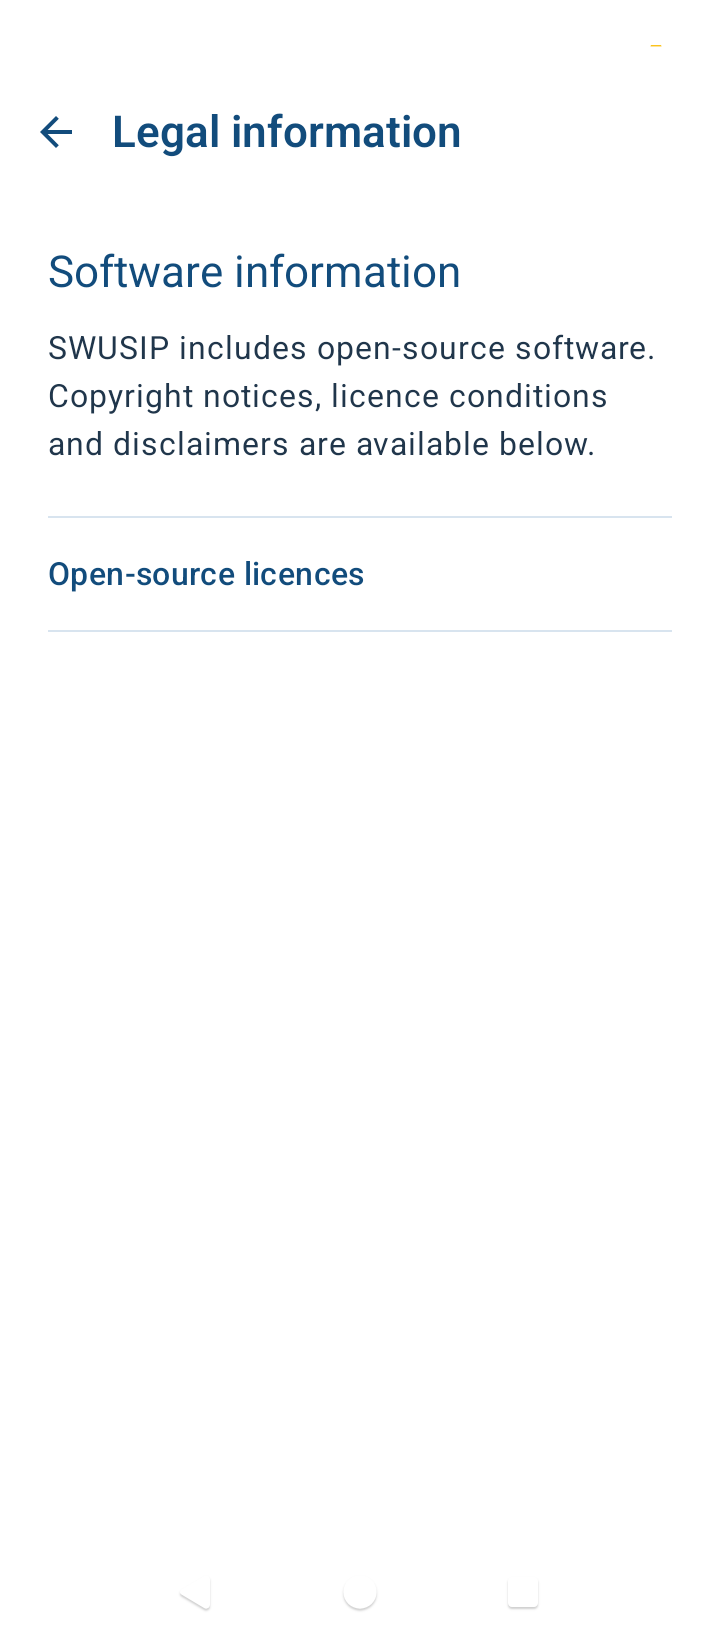 Legal information
Software information
SWUSIP includes open-source software.
Copyright notices, licence conditions
and disclaimers are available below.
Open-source licences